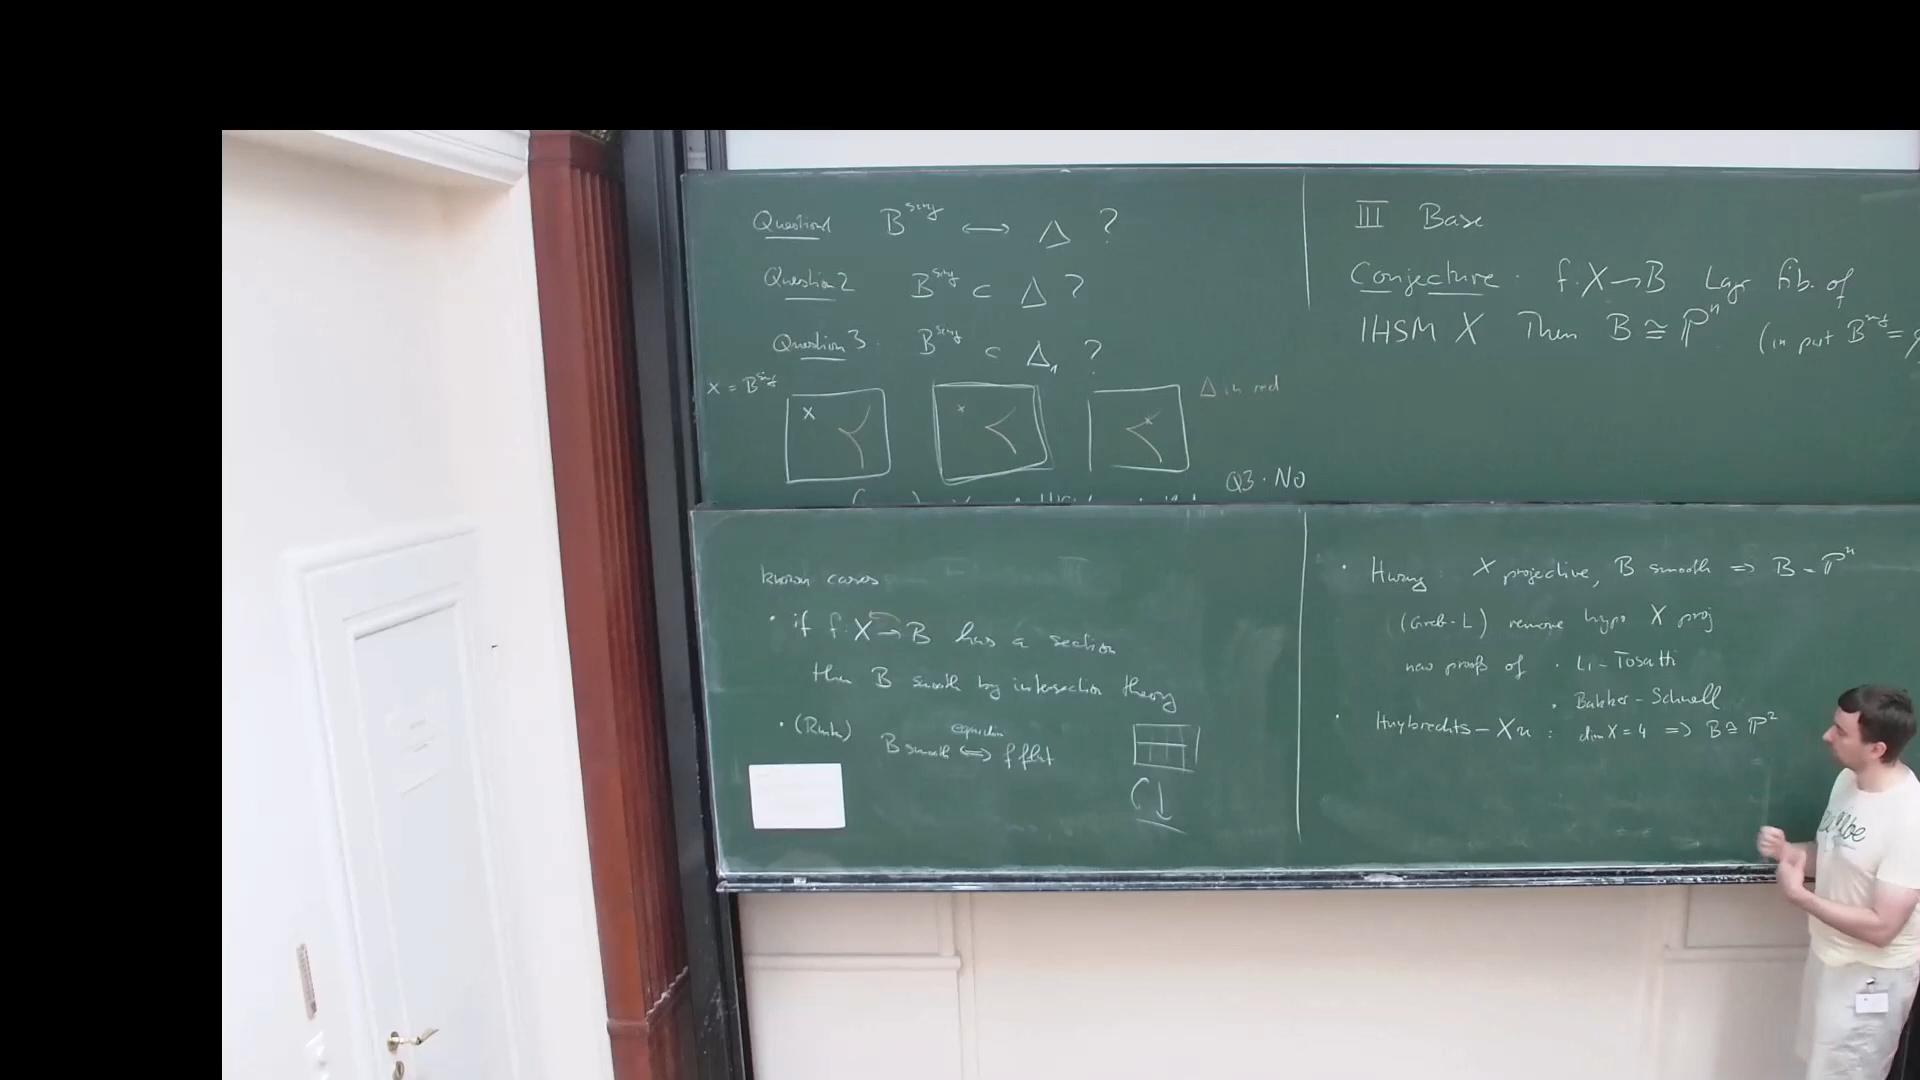 Question 1 B^sing ⟷ Δ ?
Question 2 B^sing ⊂ Δ ?
Question 3 · B^sing ⊂ Δ₁ ?
x = B^sing
Δ in red
Q3 · No
III Base
Conjecture · f: X → B Lagr fib. of
IHSM X Then B ≅ ℙ^n (in part B^sing =
known cases
· if f: X → B has a section
then B smooth by intersection theory
· (Rmk) B smooth ⟺ f flat
equidim
· Hwang : X projective, B smooth ⇒ B = ℙ^n
(Greb-L) remove hypo X proj
new proofs of · Li-Tosatti
· Bakker-Schnell
· Huybrechts-Xu : dim X = 4 ⇒ B ≅ ℙ²